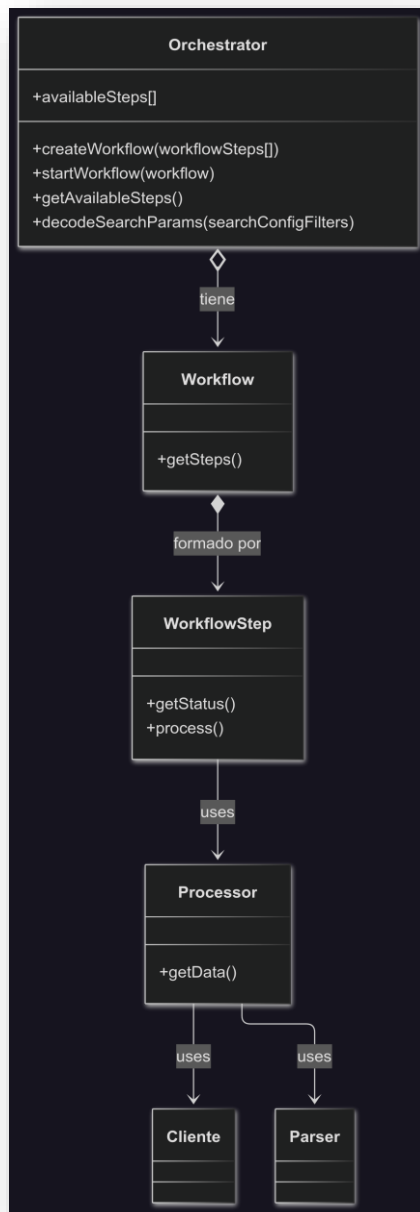 Orchestrator
+availableSteps[]
+createWorkflow(workflowSteps[])
+startWorkflow(workflow)
+getAvailableSteps()
+decodeSearchParams(searchConfigFilters)
tiene
Workflow
+getSteps()
formado por
WorkflowStep
+getStatus()
+process()
uses
Processor
+getData()
uses
uses
Cliente
Parser